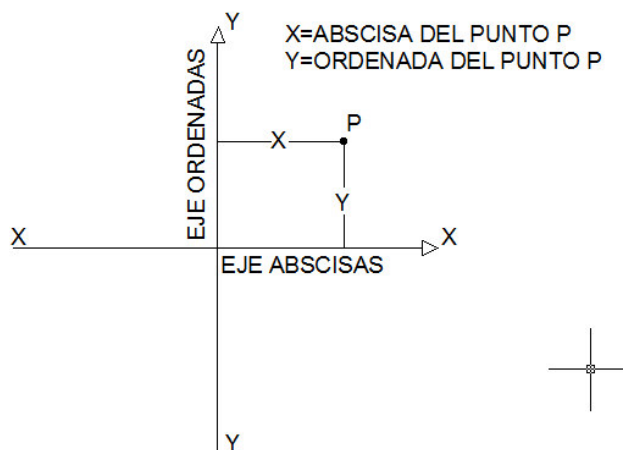 Y
X=ABSCISA DEL PUNTO P
Y=ORDENADA DEL PUNTO P
EJE ORDENADAS
P
X
Y
X
X
EJE ABSCISAS
Y